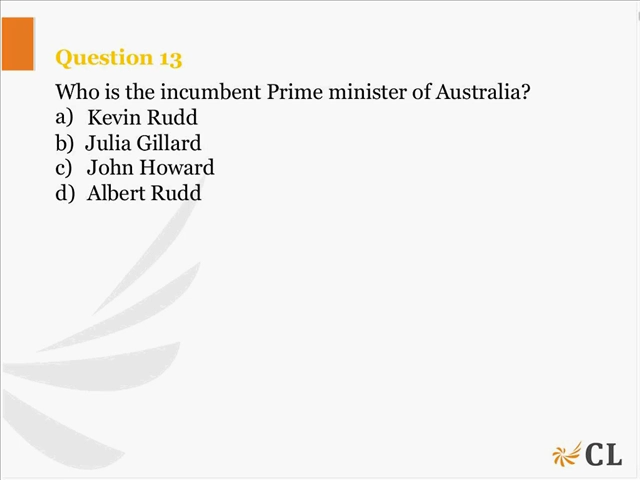 Question 13
Who is the incumbent Prime minister of Australia?
a) Kevin Rudd
b) Julia Gillard
c) John Howard
d) Albert Rudd
CL